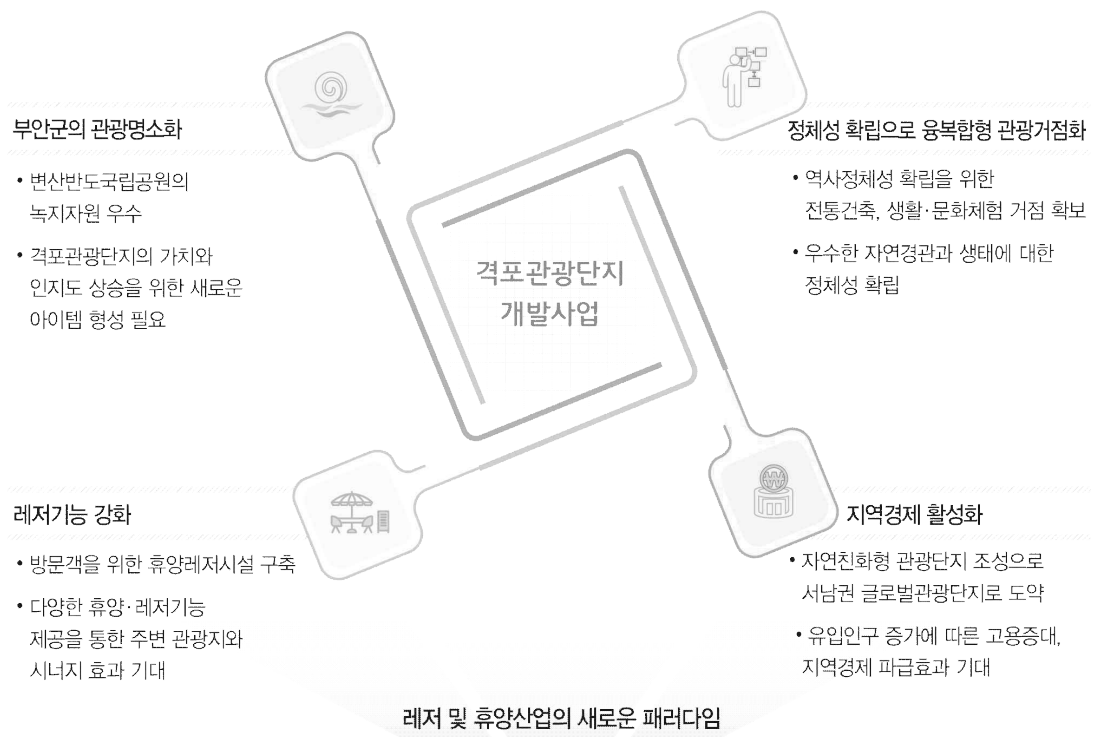 부안군의 관광명소화
• 변산반도국립공원의
녹지자원 우수
• 격포관광단지의 가치와
인지도 상승을 위한 새로운
아이템 형성 필요
정체성 확립으로 융복합형 관광거점화
• 역사정체성 확립을 위한
전통건축, 생활·문화체험 거점 확보
• 우수한 자연경관과 생태에 대한
정체성 확립
격포관광단지
개발사업
레저기능 강화
• 방문객을 위한 휴양레저시설 구축
• 다양한 휴양·레저기능
제공을 통한 주변 관광지와
시너지 효과 기대
지역경제 활성화
• 자연친화형 관광단지 조성으로
서남권 글로벌관광단지로 도약
• 유입인구 증가에 따른 고용증대,
지역경제 파급효과 기대
레저 및 휴양산업의 새로운 패러다임